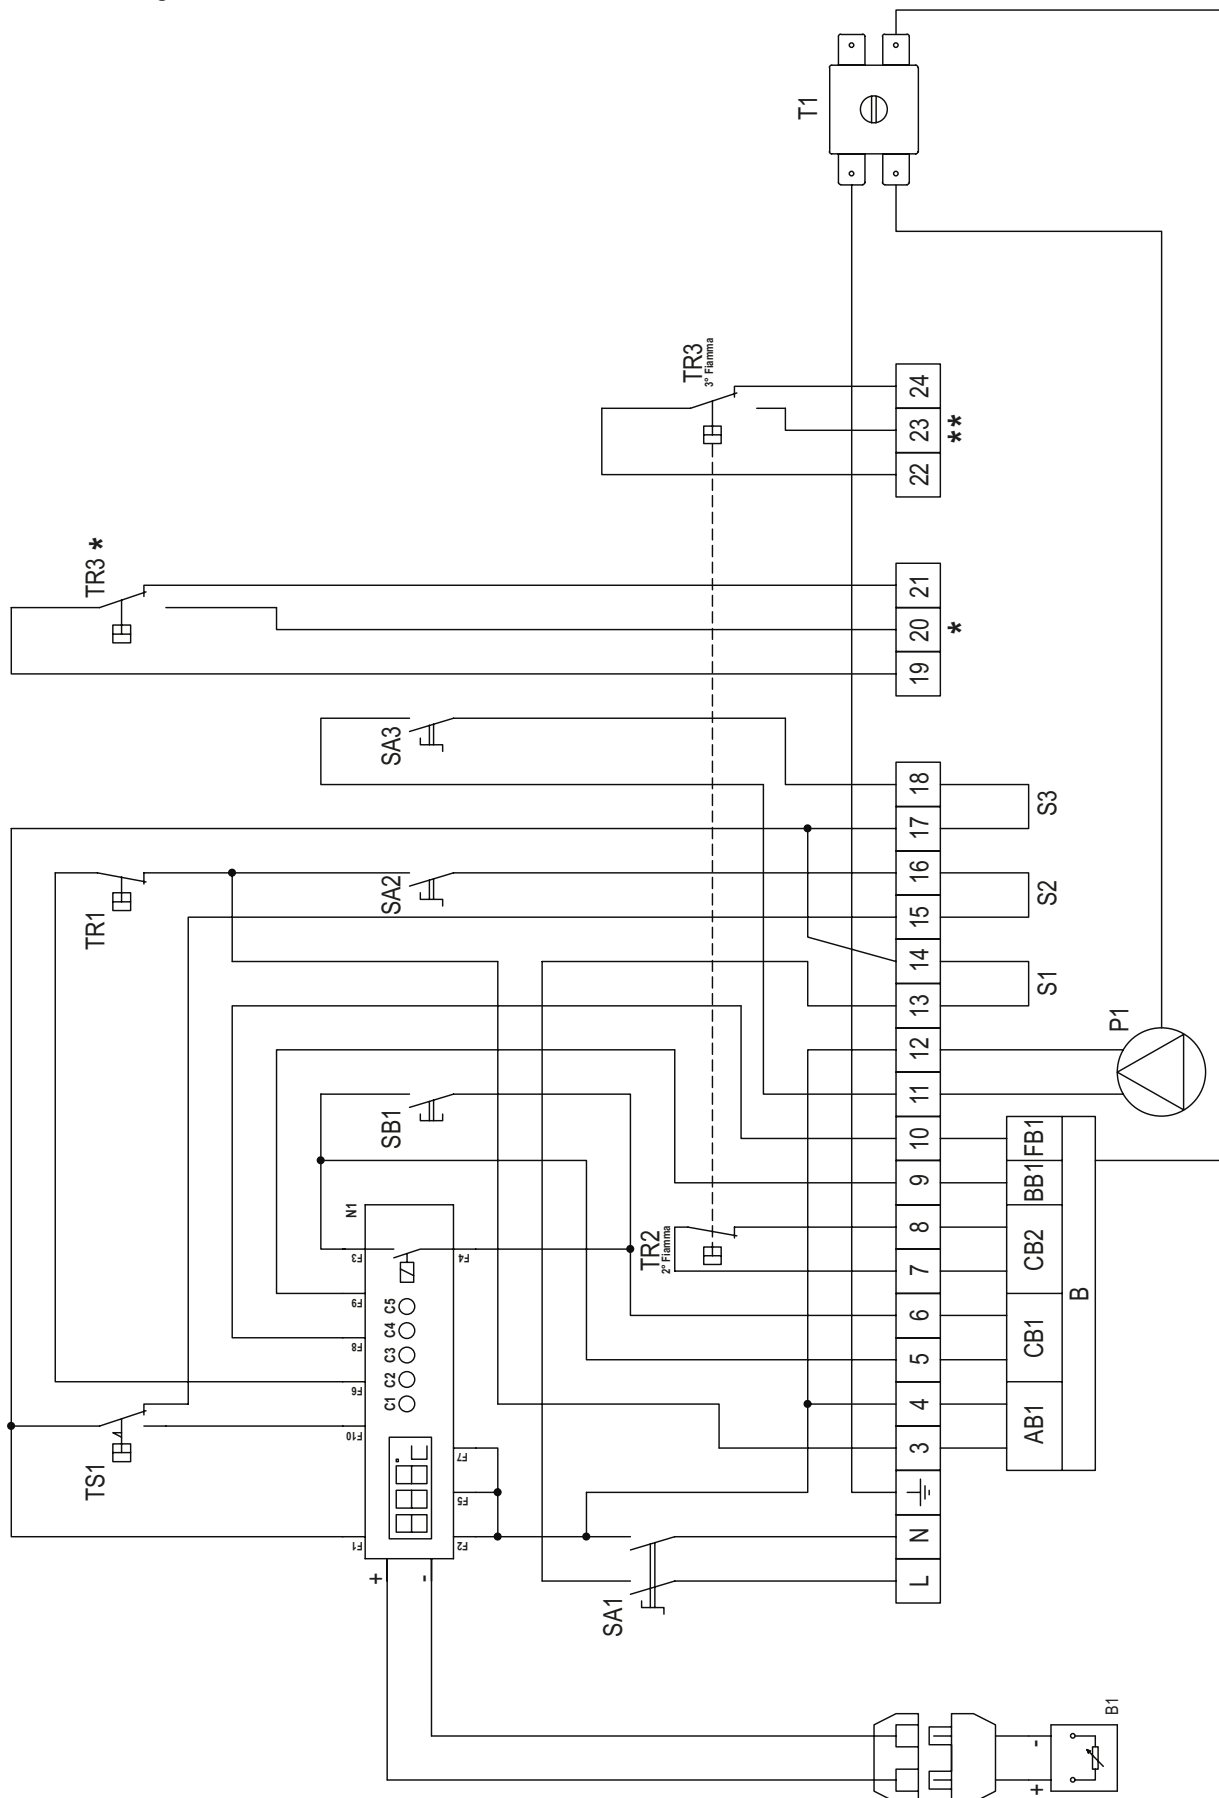 T1
TR3
3° Fiamma
24
23
**
22
TR3 *
21
20
*
19
SA3
18
17
S3
TR1
SA2
16
15
S2
14
13
S1
12
11
P1
SB1
10
9
FB1
BB1
TR2
2° Fiamma
8
7
CB2
6
5
CB1
B
4
3
AB1
N1
F3
F4
F9
F8
F6
F10
F7
F5
F1
F2
C5
C4
C3
C2
C1
TS1
+
-
SA1
N
L
B1
-
+